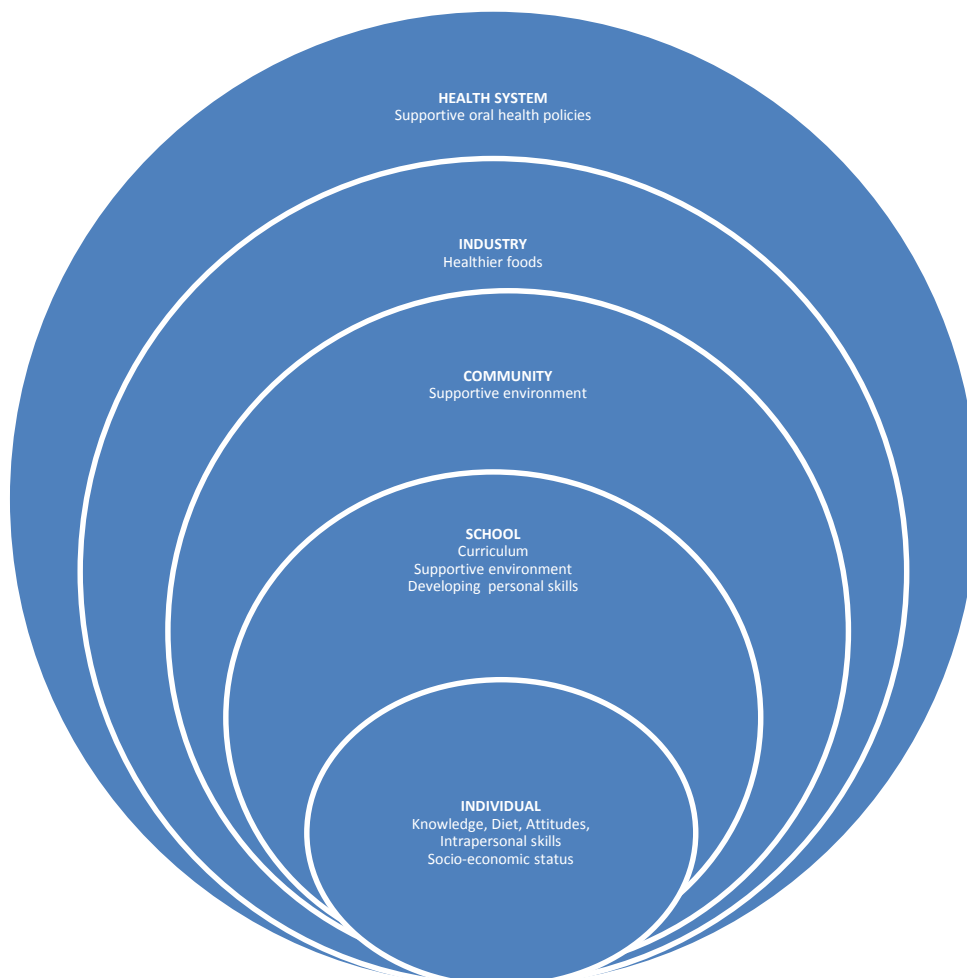 HEALTH SYSTEM
Supportive oral health policies
INDUSTRY
Healthier foods
COMMUNITY
Supportive environment
SCHOOL
Curriculum
Supportive environment
Developing  personal skills
INDIVIDUAL
Knowledge, Diet, Attitudes,
Intrapersonal skills
Socio-economic status